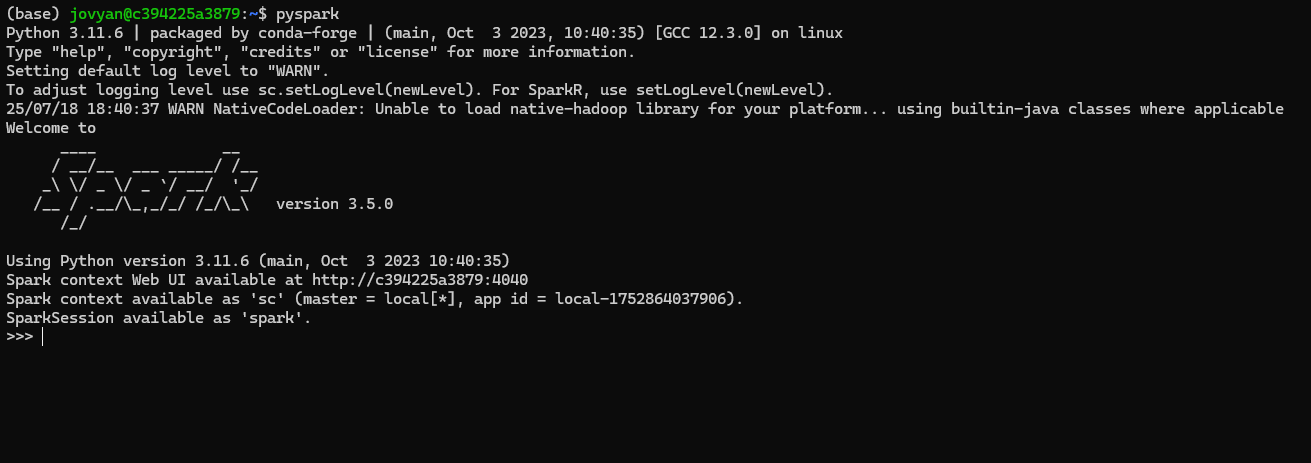 (base) jovyan@c394225a3879:~$ pyspark
Python 3.11.6 | packaged by conda-forge | (main, Oct  3 2023, 10:40:35) [GCC 12.3.0] on linux
Type "help", "copyright", "credits" or "license" for more information.
Setting default log level to "WARN".
To adjust logging level use sc.setLogLevel(newLevel). For SparkR, use setLogLevel(newLevel).
25/07/18 18:40:37 WARN NativeCodeLoader: Unable to load native-hadoop library for your platform... using builtin-java classes where applicable
Welcome to
      ____              __
     / __/__  ___ _____/ /__
    _\ \/ _ \/ _ `/ __/  '_/
   /__ / .__/\_,_/_/ /_/\_\   version 3.5.0
      /_/
Using Python version 3.11.6 (main, Oct  3 2023 10:40:35)
Spark context Web UI available at http://c394225a3879:4040
Spark context available as 'sc' (master = local[*], app id = local-1752864037906).
SparkSession available as 'spark'.
>>>